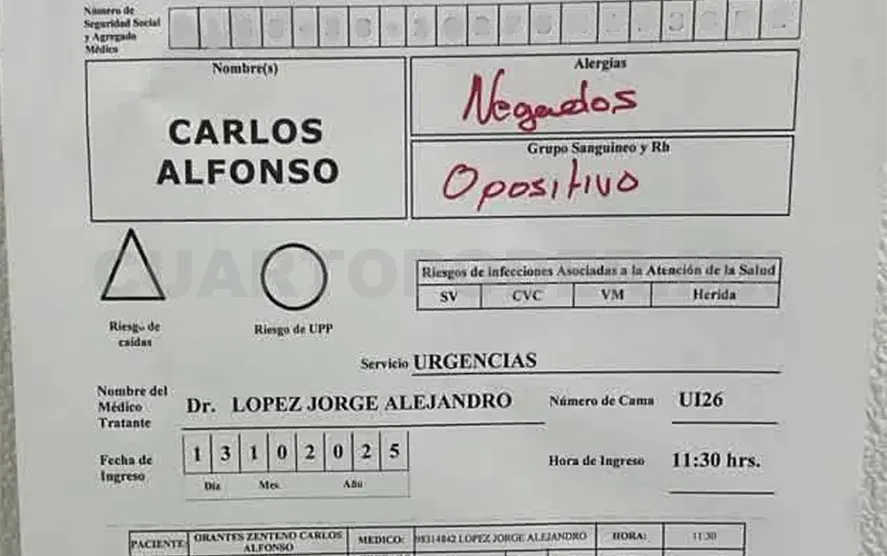 Número de
Seguridad Social
y Agregado
Médico
Nombre(s)
CARLOS
ALFONSO
Alergias
Negados
Grupo Sanguineo y Rh
O positivo
Riesgo de
caídas
Riesgo de UPP
Riesgos de infecciones Asociadas a la Atención de la Salud
SV CVC VM Herida
Servicio URGENCIAS
Nombre del
Médico
Tratante
Dr. LOPEZ JORGE ALEJANDRO
Número de Cama UI26
Fecha de
Ingreso
1 3 1 0 2 0 2 5
Dia Mes Año
Hora de Ingreso 11:30 hrs.
PACIENTE: ORANTES ZENTENO CARLOS
ALFONSO
MEDICO: 98314842 LOPEZ JORGE ALEJANDRO HORA: 11:30